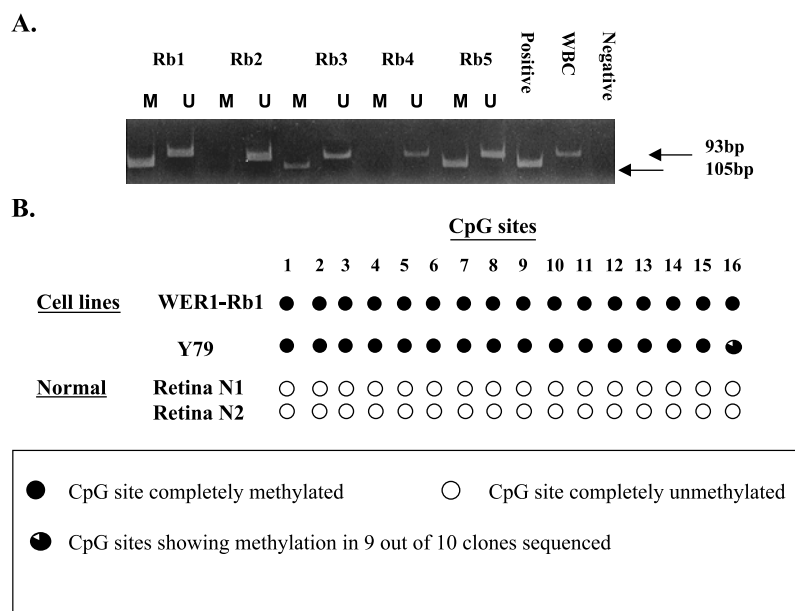 A.
Rb1 Rb2 Rb3 Rb4 Rb5 Positive WBC Negative
M U M U M U M U M U
93bp
105bp
B.
CpG sites
1 2 3 4 5 6 7 8 9 10 11 12 13 14 15 16
Cell lines WER1-Rb1
Y79
Normal Retina N1
Retina N2
CpG site completely methylated CpG site completely unmethylated
CpG sites showing methylation in 9 out of 10 clones sequenced